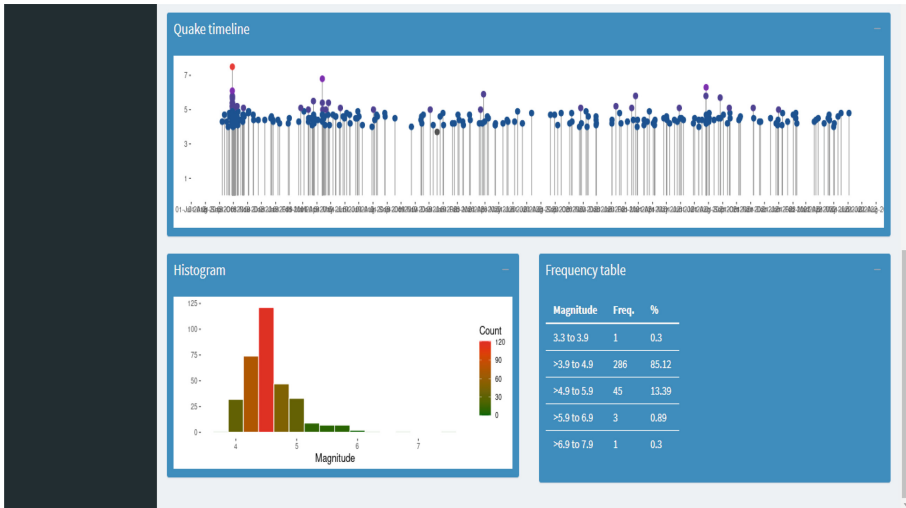 Quake timeline
7
5
3
1
Histogram
125
100
75
50
25
0
4 5 6 7
Magnitude
Count
120
90
60
30
0
Frequency table
Magnitude Freq. %
3.3 to 3.9 1 0.3
>3.9 to 4.9 286 85.12
>4.9 to 5.9 45 13.39
>5.9 to 6.9 3 0.89
>6.9 to 7.9 1 0.3